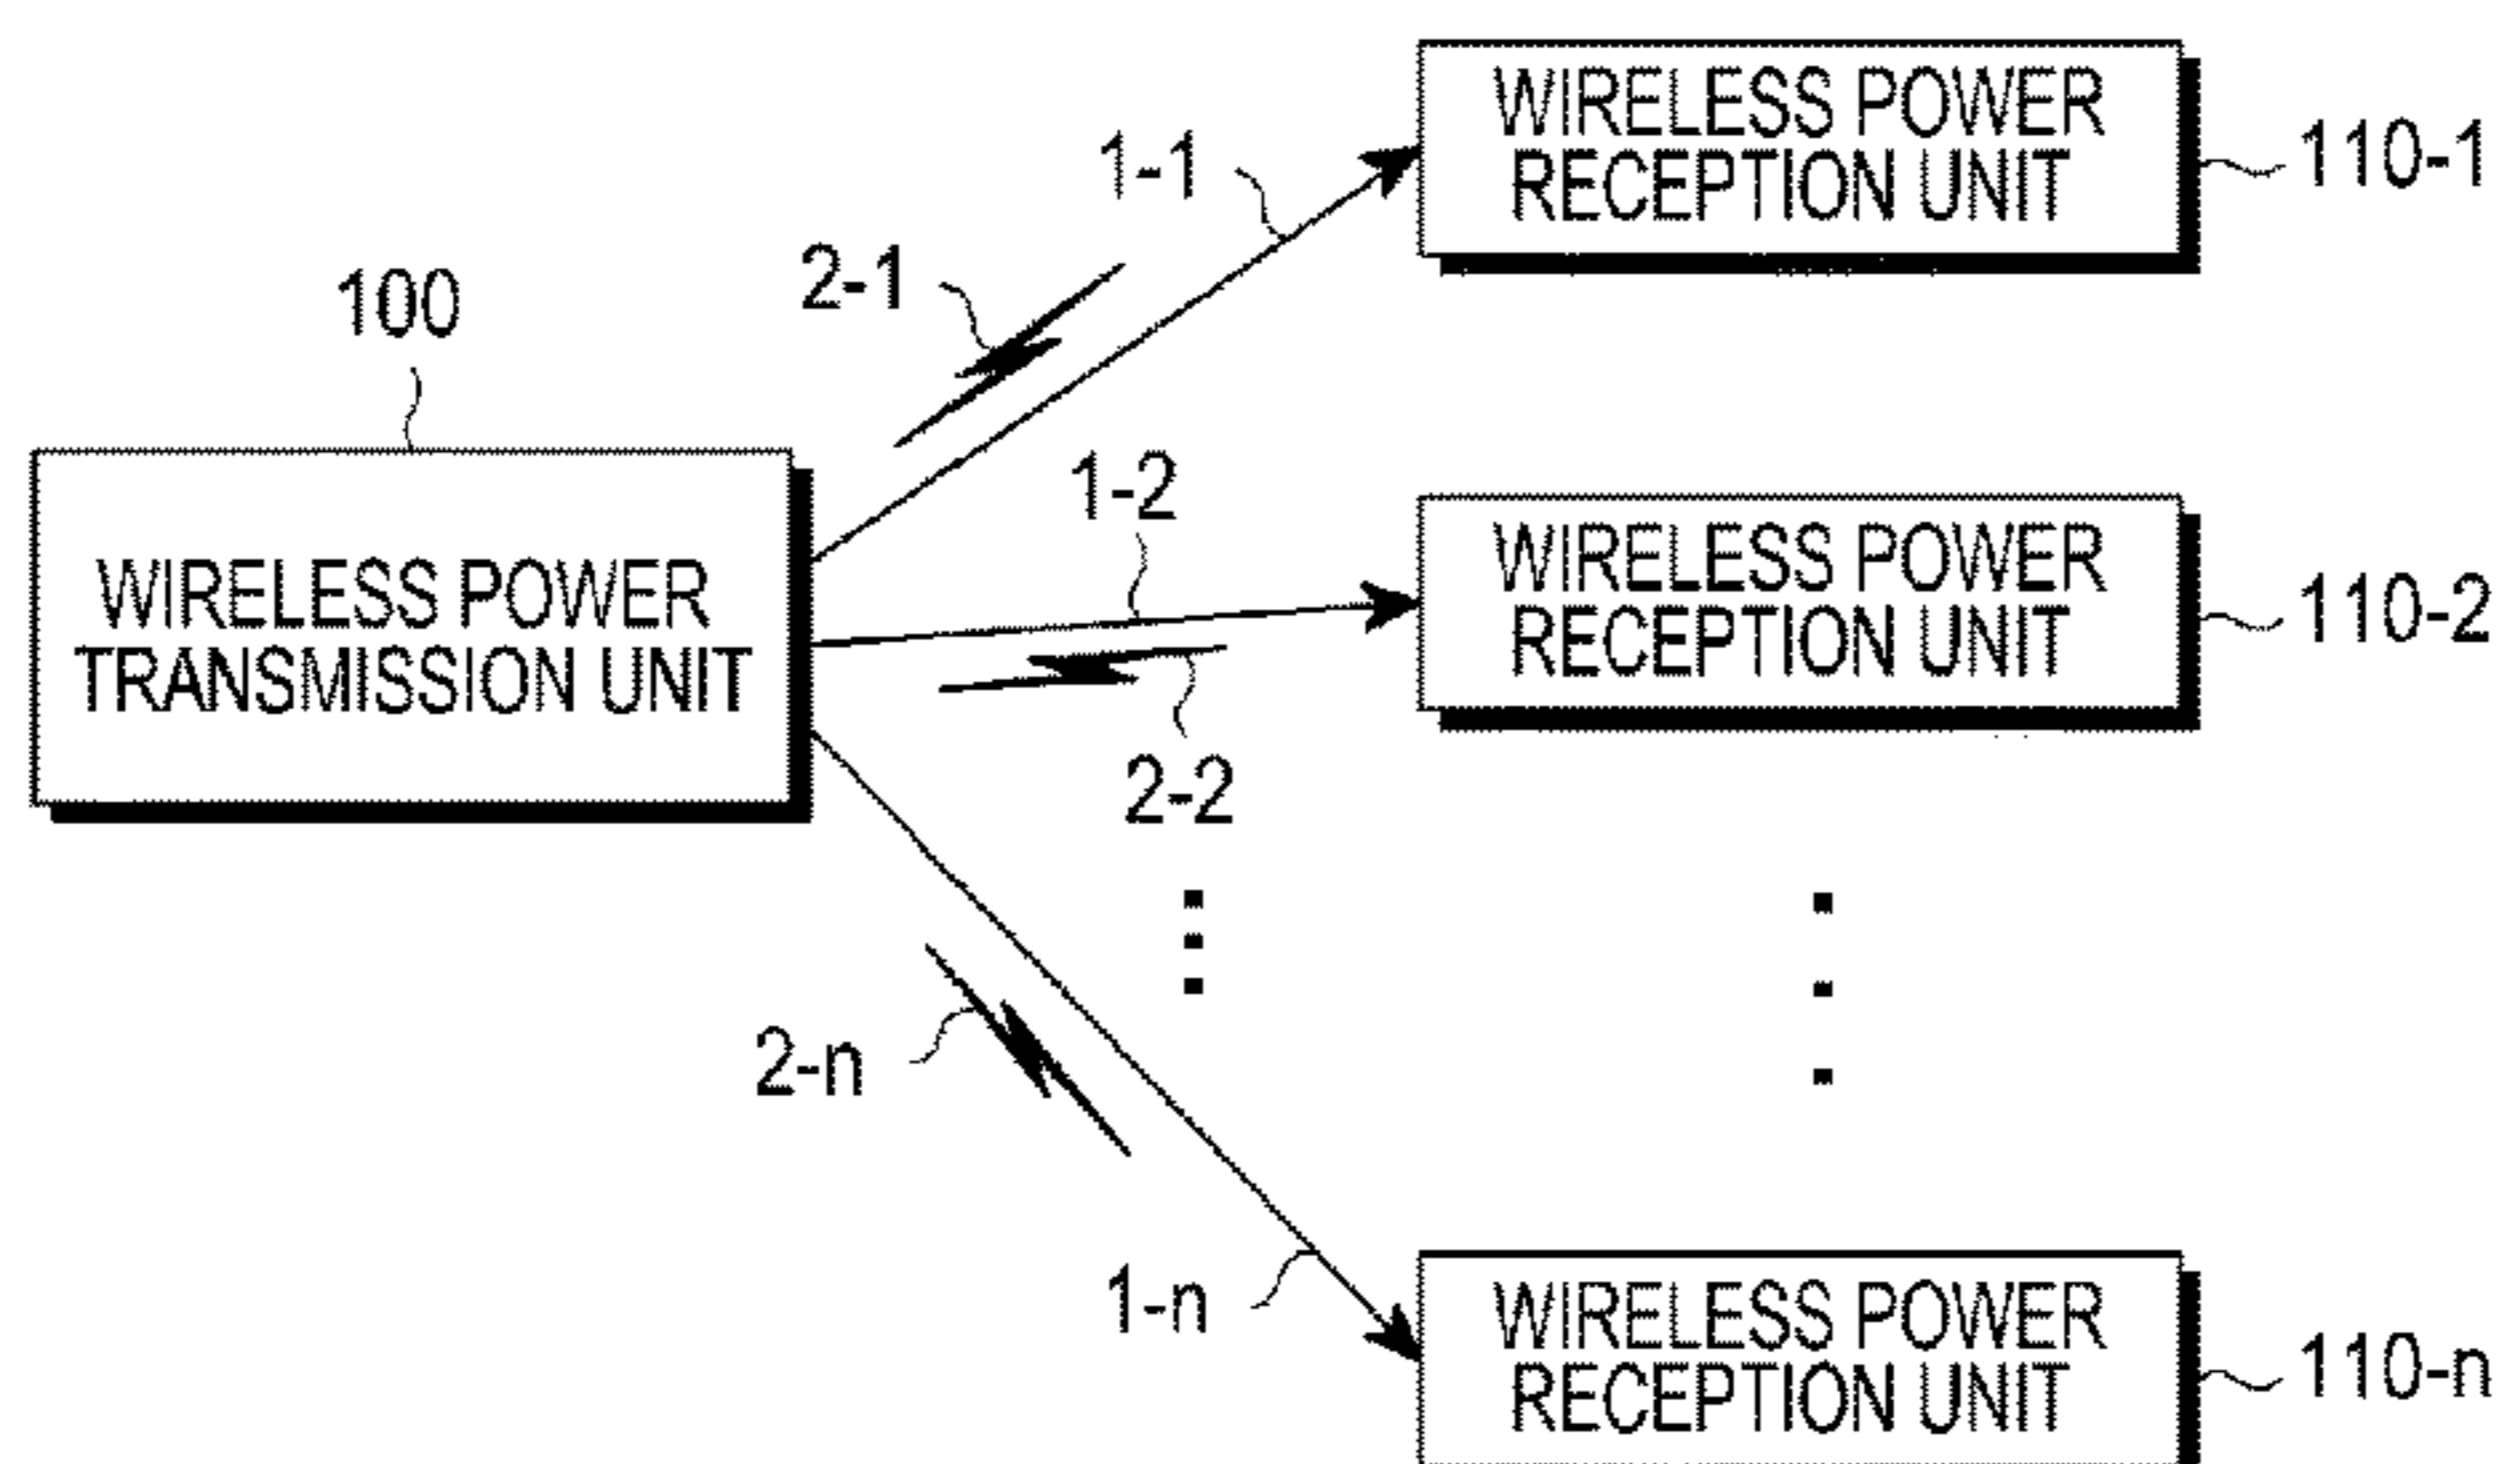 100
WIRELESS POWER
TRANSMISSION UNIT
2-1
1-1
WIRELESS POWER
RECEPTION UNIT
110-1
1-2
2-2
WIRELESS POWER
RECEPTION UNIT
110-2
2-n
1-n
WIRELESS POWER
RECEPTION UNIT
110-n